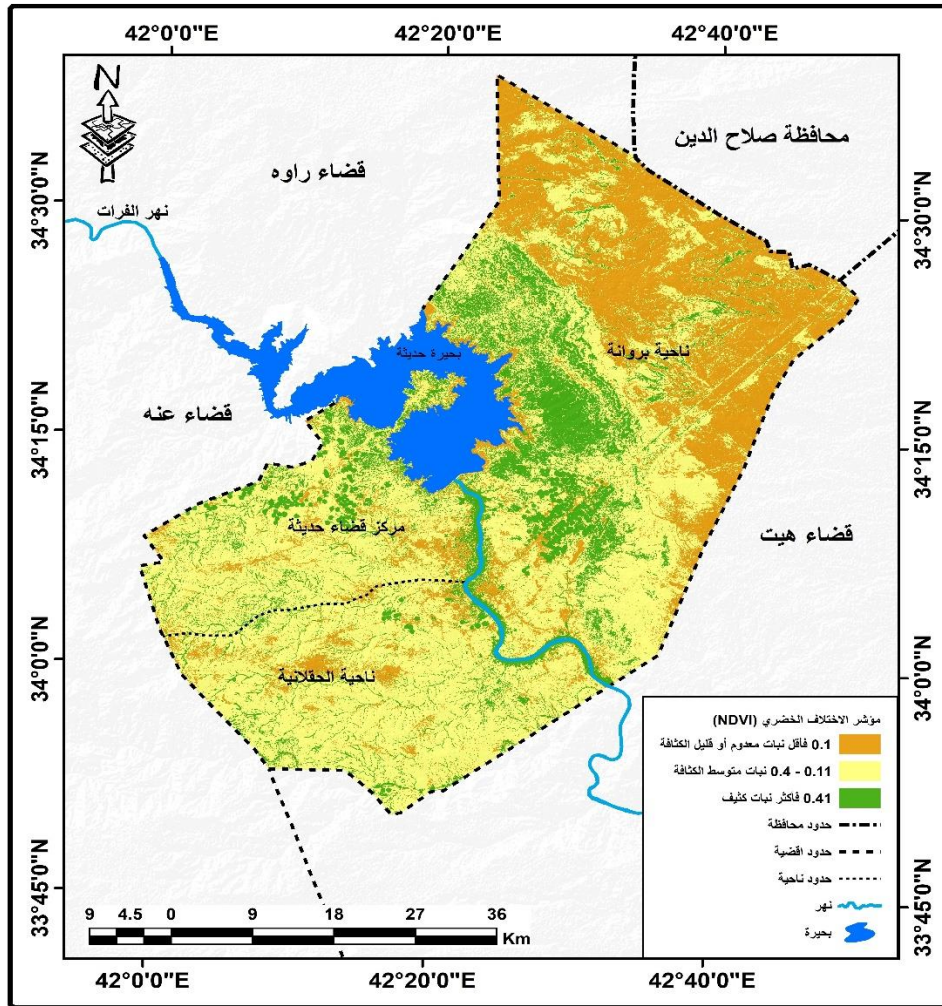 42°0'0"E 42°20'0"E 42°40'0"E
N
محافظة صلاح الدين
قضاء راوه
34°30'0"N
34°30'0"N
نهر الفرات
ناحية بروانة
بحيرة حديثة
قضاء عنه
34°15'0"N
34°15'0"N
مركز قضاء حديثة
قضاء هيت
34°0'0"N
34°0'0"N
ناحية الحقلانية
مؤشر الاختلاف الخضري (NDVI)
0.1 فأقل نبات معدوم أو قليل الكثافة
0.11 - 0.4 نبات متوسط الكثافة
0.41 فاكثر نبات كثيف
حدود محافظة
حدود اقضية
حدود ناحية
نهر
بحيرة
33°45'0"N
33°45'0"N
9 4.5 0 9 18 27 36
Km
42°0'0"E 42°20'0"E 42°40'0"E